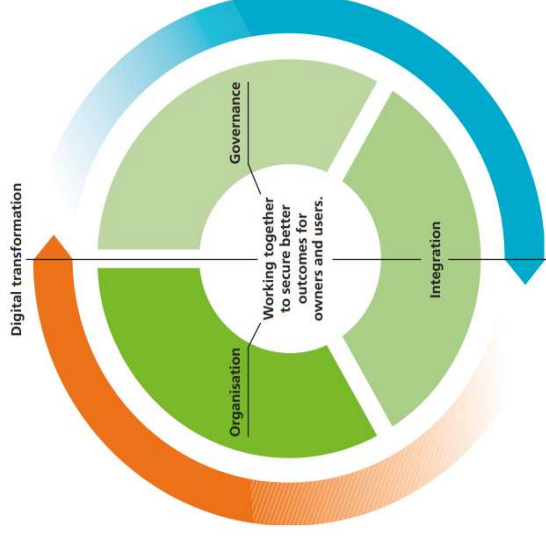 Digital transformation
Organisation
Governance
Working together
to secure better
outcomes for
owners and users.
Integration